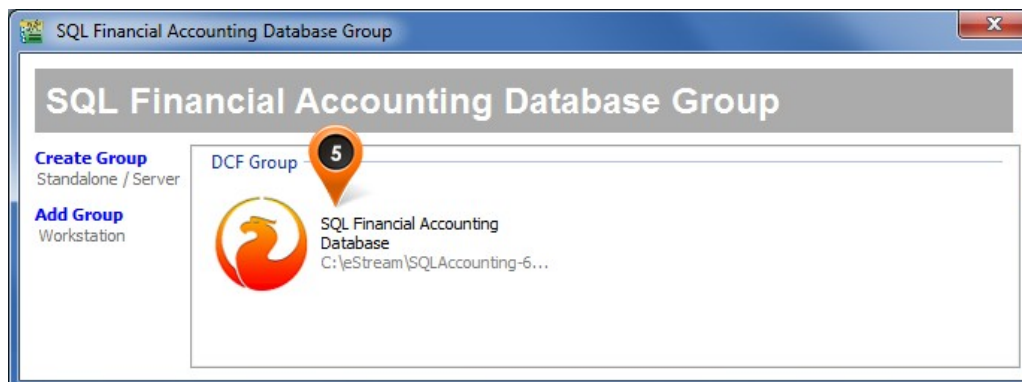 SQL Financial Accounting Database Group
SQL Financial Accounting Database Group
Create Group
Standalone / Server
Add Group
Workstation
DCF Group
5
SQL Financial Accounting
Database
C:\eStream\SQLAccounting-6...